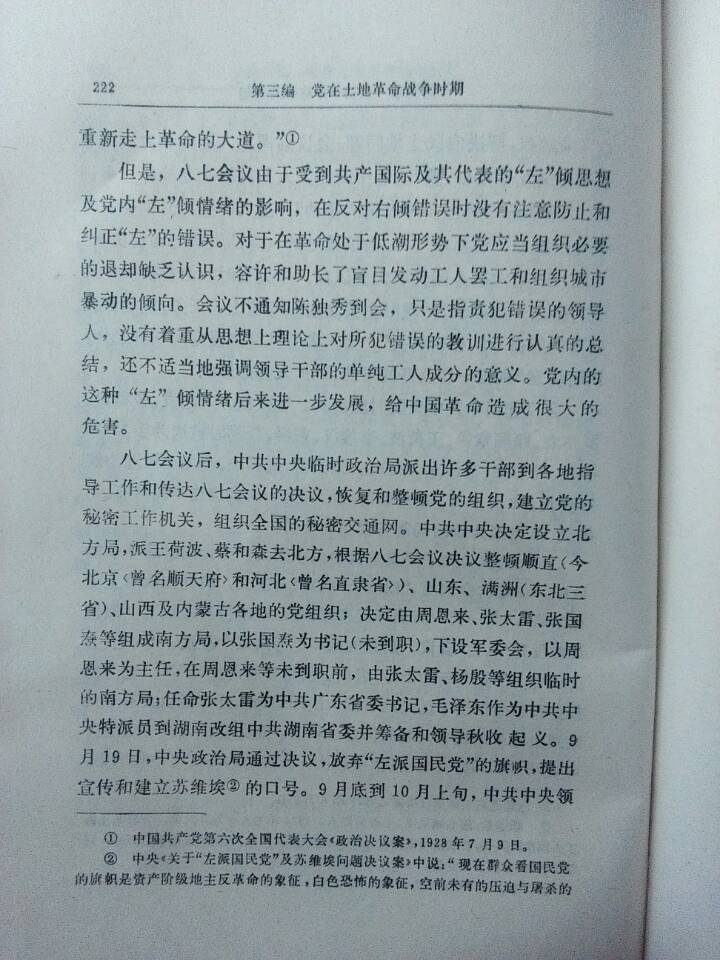 222 第三编 党在土地革命战争时期
重新走上革命的大道。”①
但是，八七会议由于受到共产国际及其代表的“左”倾思想
及党内“左”倾情绪的影响，在反对右倾错误时没有注意防止和
纠正“左”的错误。对于在革命处于低潮形势下党应当组织必要
的退却缺乏认识，容许和助长了盲目发动工人罢工和组织城市
暴动的倾向。会议不通知陈独秀到会，只是指责犯错误的领导
人，没有着重从思想上理论上对所犯错误的教训进行认真的总
结，还不适当地强调领导干部的单纯工人成分的意义。党内的
这种“左”倾情绪后来进一步发展，给中国革命造成很大的
危害。
八七会议后，中共中央临时政治局派出许多干部到各地指
导工作和传达八七会议的决议，恢复和整顿党的组织，建立党的
秘密工作机关，组织全国的秘密交通网。中共中央决定设立北
方局，派王荷波、蔡和森去北方，根据八七会议决议整顿顺直（今
北京〈曾名顺天府〉和河北〈曾名直隶省〉）、山东、满洲（东北三
省）、山西及内蒙古各地的党组织；决定由周恩来、张太雷、张国
焘等组成南方局，以张国焘为书记（未到职），下设军委会，以周
恩来为主任，在周恩来等未到职前，由张太雷、杨殷等组织临时
的南方局；任命张太雷为中共广东省委书记，毛泽东作为中共中
央特派员到湖南改组中共湖南省委并筹备和领导秋收起义。9
月19日，中央政治局通过决议，放弃“左派国民党”的旗帜，提出
宣传和建立苏维埃②的口号。9月底到10月上旬，中共中央领
① 中国共产党第六次全国代表大会《政治决议案》，1928年7月9日。
② 中央《关于“左派国民党”及苏维埃问题决议案》中说：“现在群众看国民党
的旗帜是资产阶级地主反革命的象征，白色恐怖的象征，空前未有的压迫与屠杀的